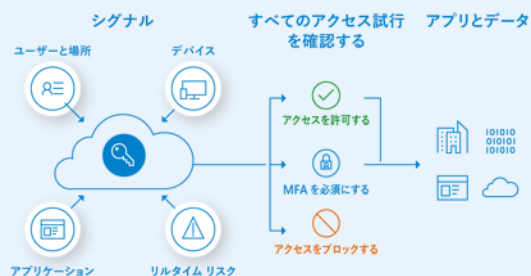 シグナル
すべてのアクセス試行
を確認する
アプリとデータ
ユーザーと場所
デバイス
アクセスを許可する
101010
010101
101010
MFA を必須にする
アクセスをブロックする
アプリケーション
リルタイム リスク